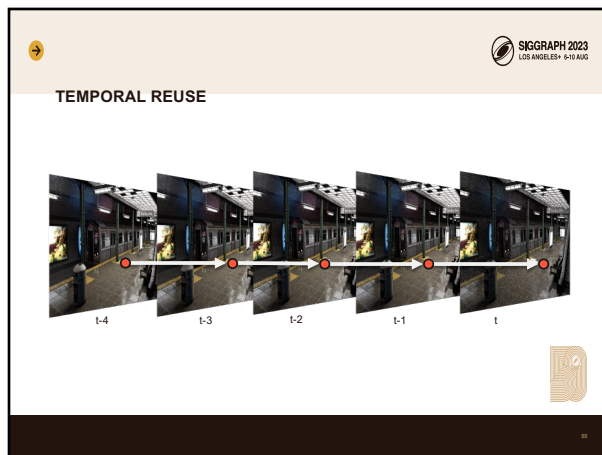 SIGGRAPH 2023
LOS ANGELES+ 6-10 AUG
TEMPORAL REUSE
t-4
t-3
t-2
t-1
t